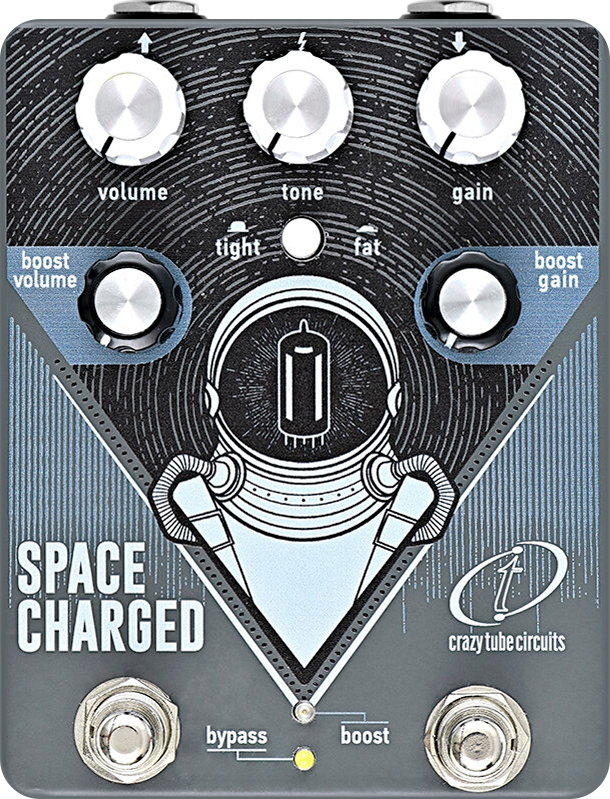 volume
tone
gain
tight
fat
boost
volume
boost
gain
SPACE
CHARGED
t
crazy tube circuits
bypass
boost